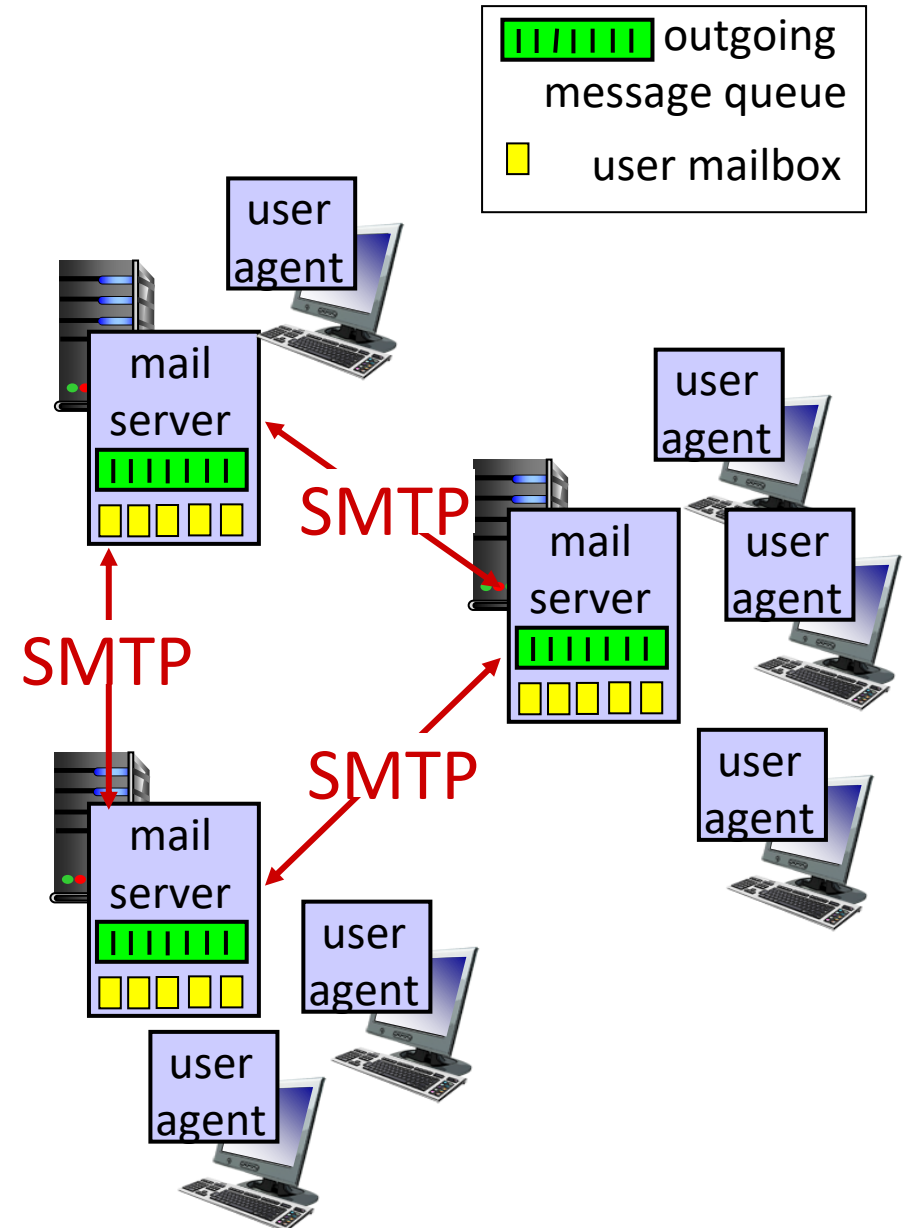 outgoing
message queue
user mailbox
user
agent
mail
server
SMTP
user
agent
mail
server
user
agent
SMTP
SMTP
user
agent
mail
server
user
agent
user
agent